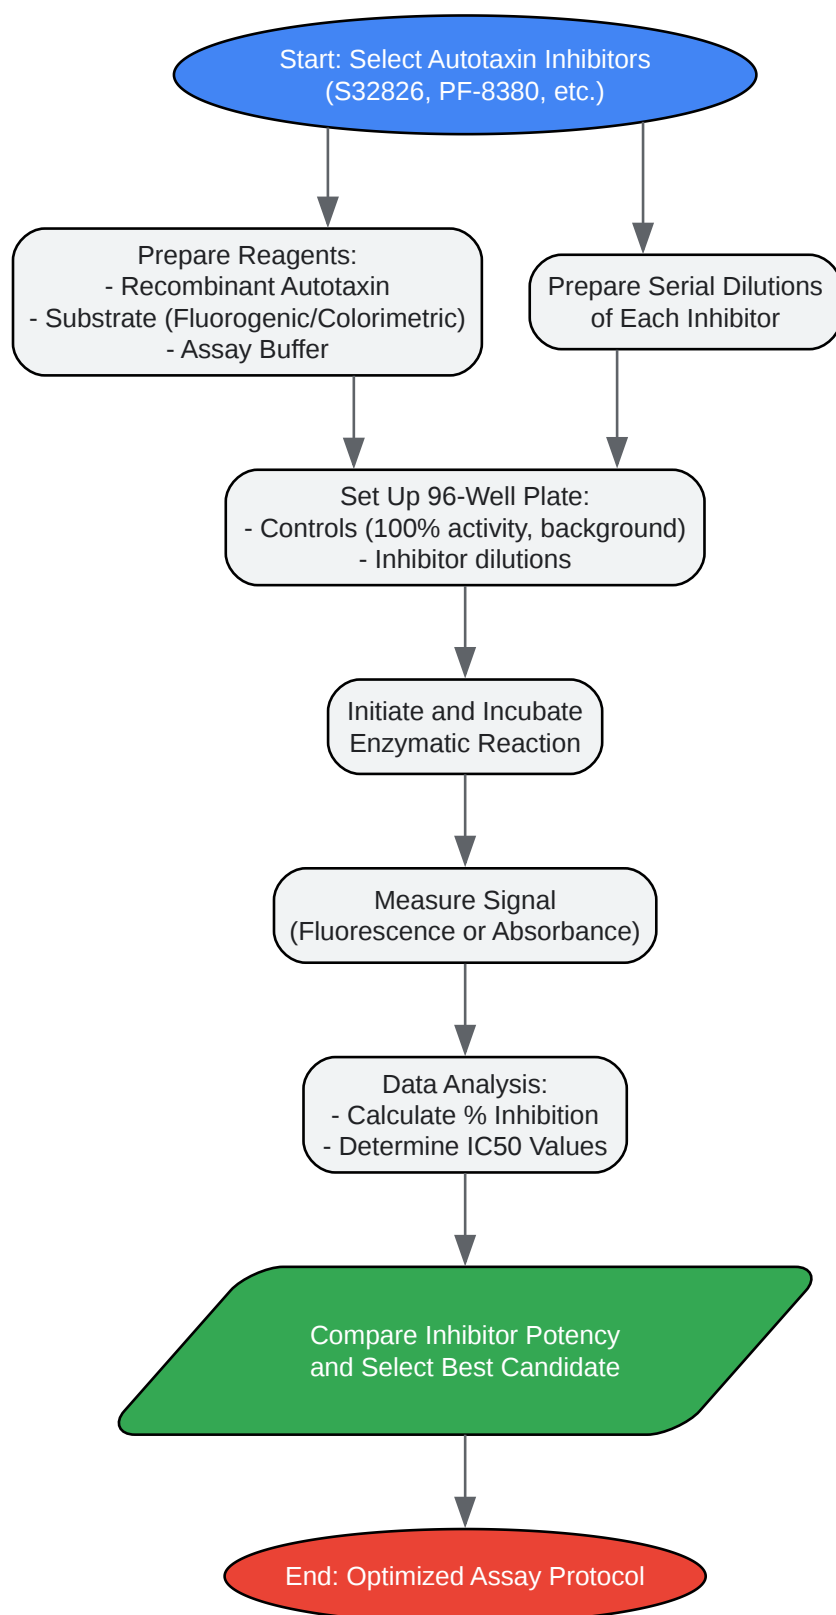 Start: Select Autotaxin Inhibitors
(S32826, PF-8380, etc.)
Prepare Reagents:
- Recombinant Autotaxin
- Substrate (Fluorogenic/Colorimetric)
- Assay Buffer
Prepare Serial Dilutions
of Each Inhibitor
Set Up 96-Well Plate:
- Controls (100% activity, background)
- Inhibitor dilutions
Initiate and Incubate
Enzymatic Reaction
Measure Signal
(Fluorescence or Absorbance)
Data Analysis:
- Calculate % Inhibition
- Determine IC50 Values
Compare Inhibitor Potency
and Select Best Candidate
End: Optimized Assay Protocol